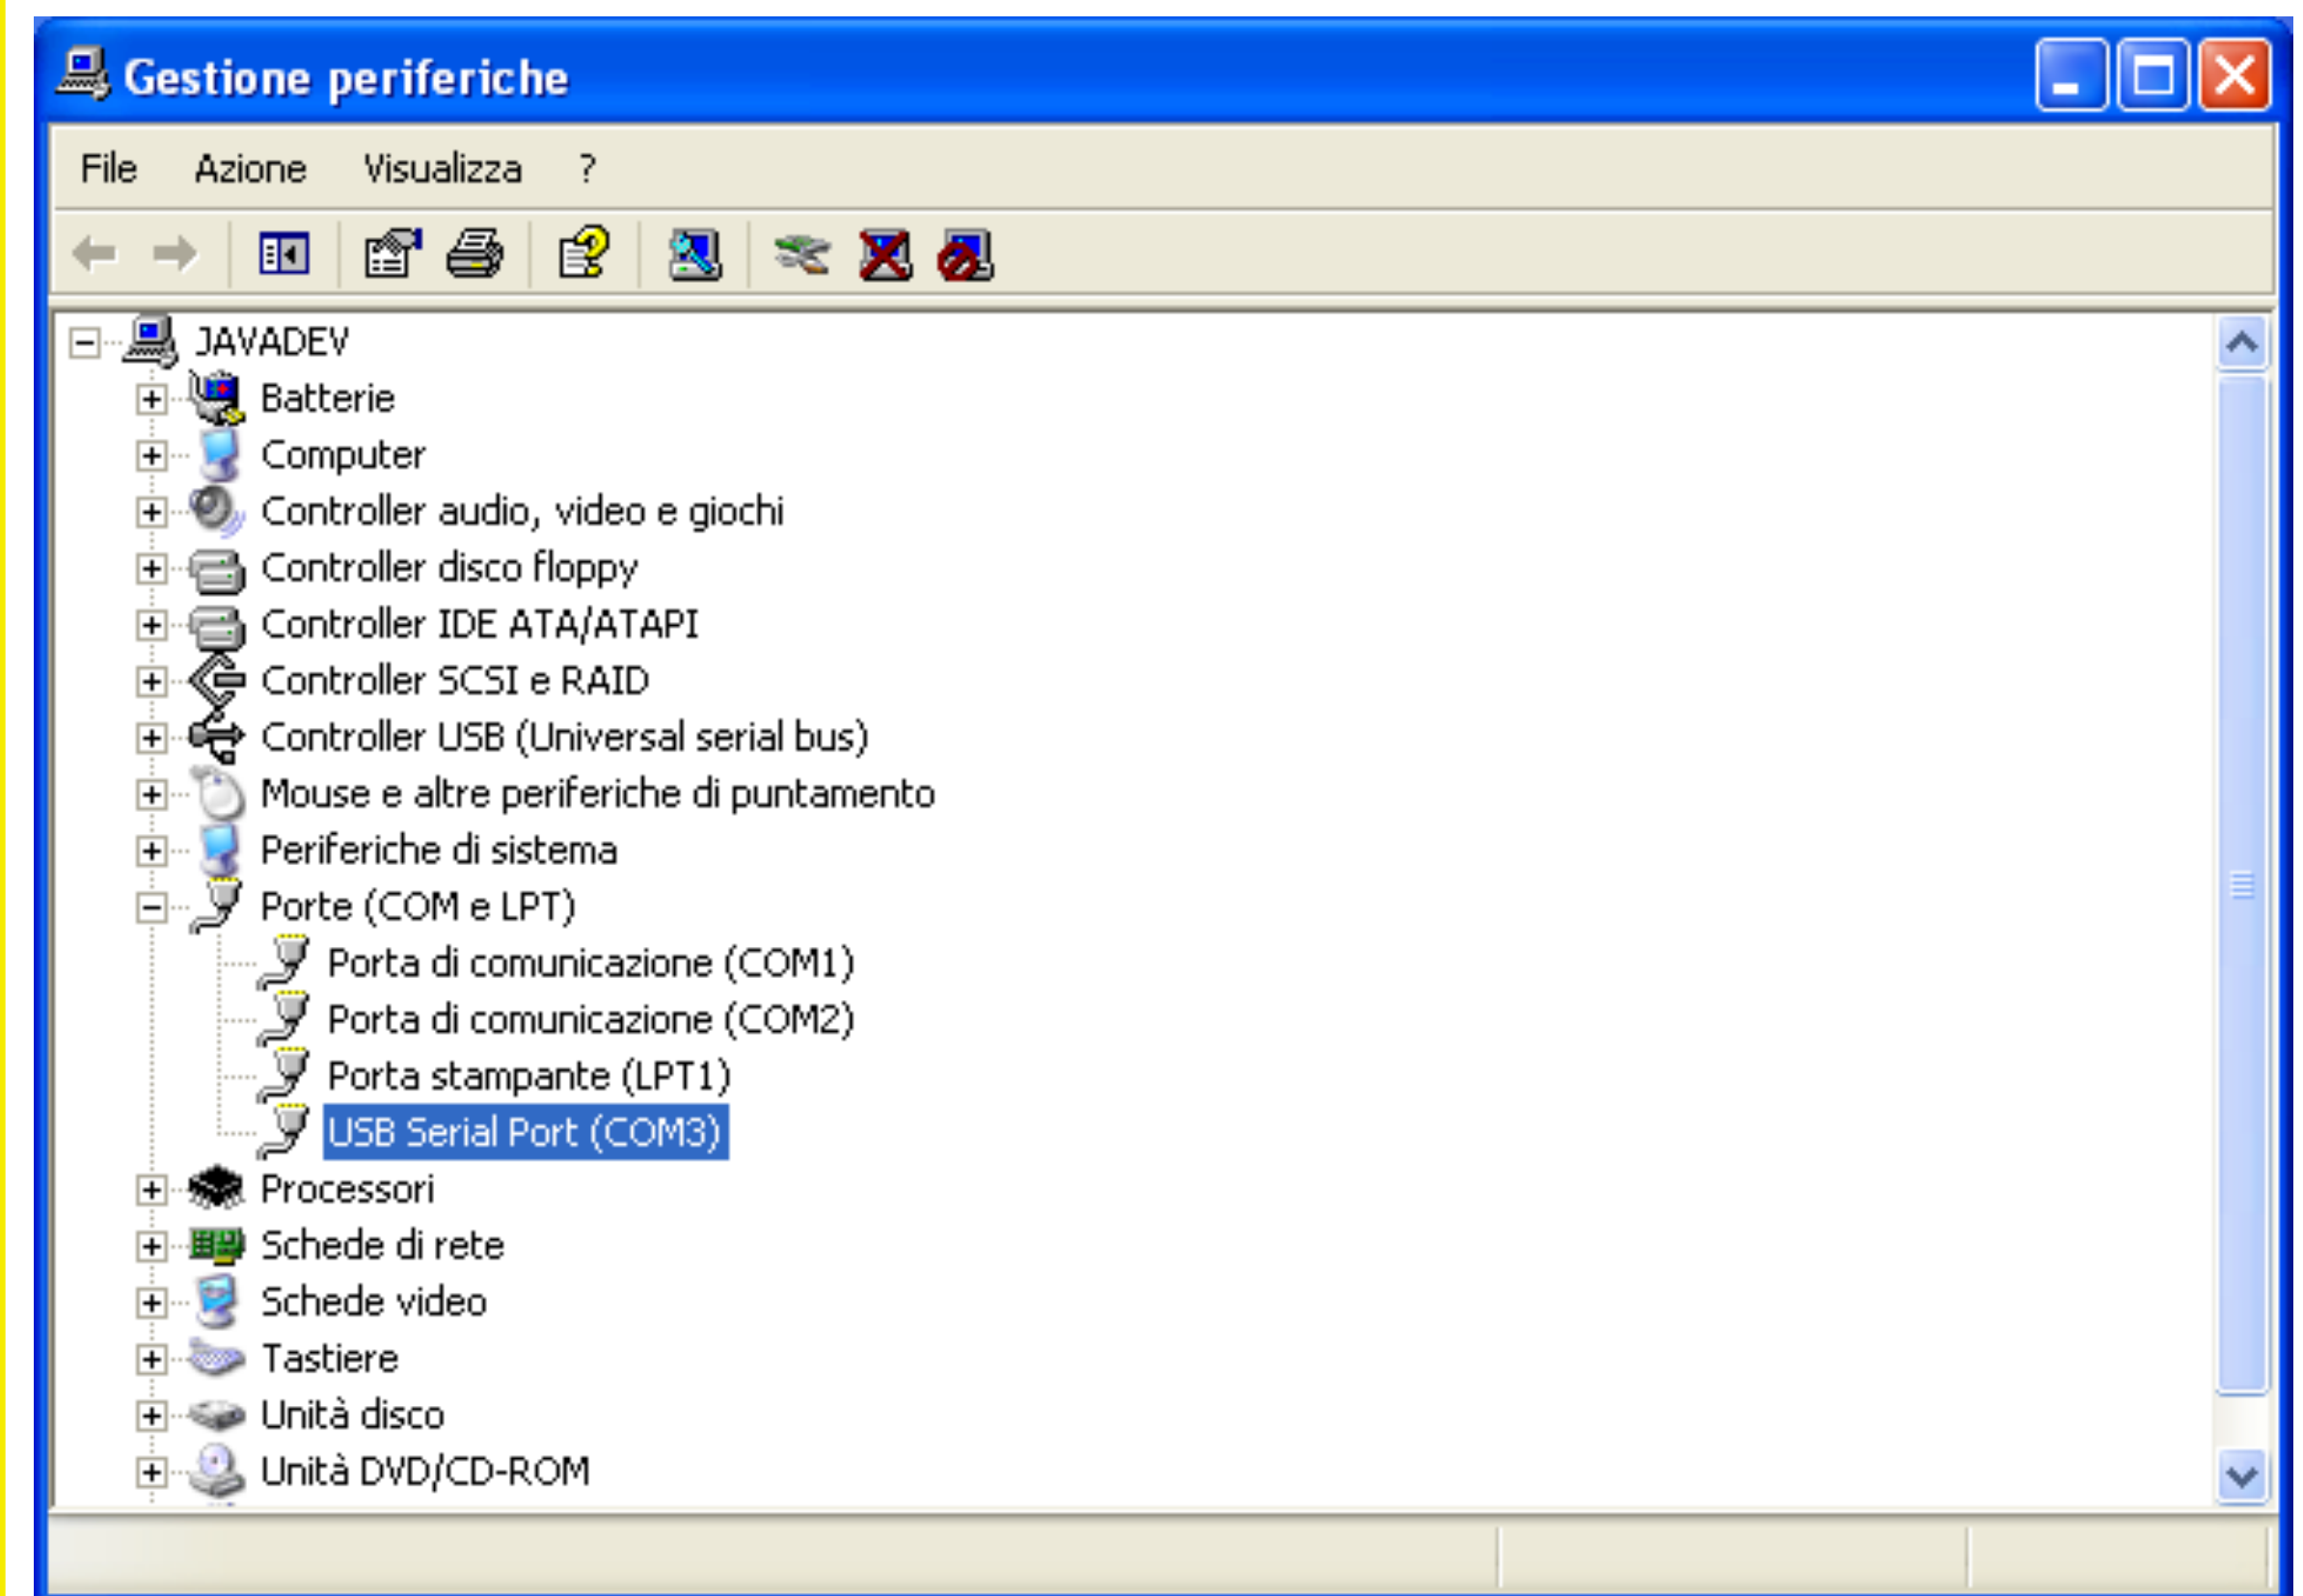 Gestione periferiche
File Azione Visualizza ?
JAVADEV
Batterie
Computer
Controller audio, video e giochi
Controller disco floppy
Controller IDE ATA/ATAPI
Controller SCSI e RAID
Controller USB (Universal serial bus)
Mouse e altre periferiche di puntamento
Periferiche di sistema
Porte (COM e LPT)
Porta di comunicazione (COM1)
Porta di comunicazione (COM2)
Porta stampante (LPT1)
USB Serial Port (COM3)
Processori
Schede di rete
Schede video
Tastiere
Unità disco
Unità DVD/CD-ROM